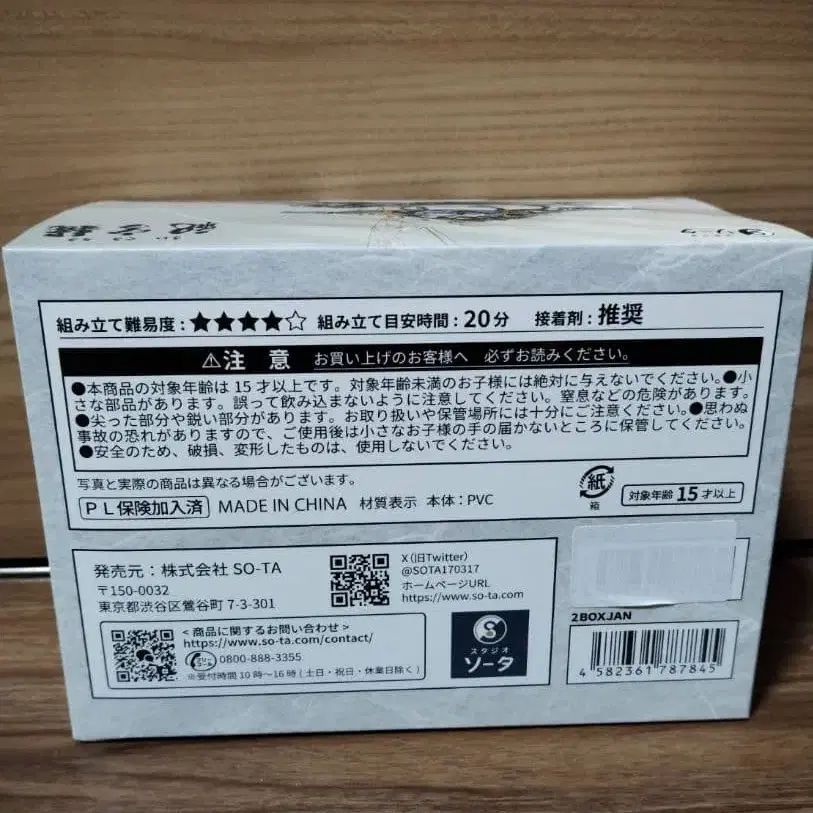 組み立て難易度:★★★★☆ 組み立て目安時間:20分 接着剤:推奨
⚠注 意 お買い上げのお客様へ 必ずお読みください。
●本商品の対象年齢は15才以上です。対象年齢未満のお子様には絶対に与えないでください。●小
さな部品があります。誤って飲み込まないように注意してください。窒息などの危険があります。
●尖った部分や鋭い部分があります。お取り扱いや保管場所には十分にご注意ください。●思わぬ
事故の恐れがありますので、ご使用後は小さなお子様の手の届かないところに保管してください。
●安全のため、破損、変形したものは、使用しないでください。
写真と実際の商品は異なる場合がございます。
PL保険加入済 MADE IN CHINA 材質表示 本体:PVC
紙
箱
対象年齢15才以上
発売元:株式会社 SO-TA
〒150-0032
東京都渋谷区鶯谷町 7-3-301
X(旧Twitter)
@SOTA170317
ホームページURL
https://www.so-ta.com
<商品に関するお問い合わせ>
https://www.so-ta.com/contact/
0800-888-3355
※受付時間10時~16時(土日・祝日・休業日除く)
スタジオ
ソータ
2BOXJAN
4 582361 787845